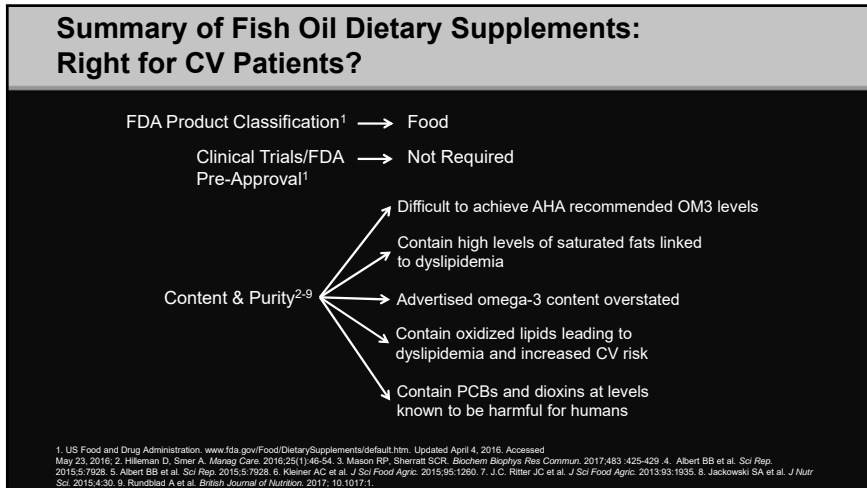 Summary of Fish Oil Dietary Supplements:
Right for CV Patients?
FDA Product Classification1
Food
Clinical Trials/FDA
Pre-Approval1
Not Required
Content & Purity2-9
Difficult to achieve AHA recommended OM3 levels
Contain high levels of saturated fats linked
to dyslipidemia
Advertised omega-3 content overstated
Contain oxidized lipids leading to
dyslipidemia and increased CV risk
Contain PCBs and dioxins at levels
known to be harmful for humans
1. US Food and Drug Administration. www.fda.gov/Food/DietarySupplements/default.htm. Updated April 4, 2016. Accessed
May 23, 2016; 2. Hilleman D, Smer A. Manag Care. 2016;25(1):46-54. 3. Mason RP, Sherratt SCR. Biochem Biophys Res Commun. 2017;483 :425-429 .4. Albert BB et al. Sci Rep.
2015;5:7928. 5. Albert BB et al. Sci Rep. 2015;5:7928. 6. Kleiner AC et al. J Sci Food Agric. 2015;95:1260. 7. J.C. Ritter JC et al. J Sci Food Agric. 2013:93:1935. 8. Jackowski SA et al. J Nutr
Sci. 2015;4:30. 9. Rundblad A et al. British Journal of Nutrition. 2017; 10.1017:1.